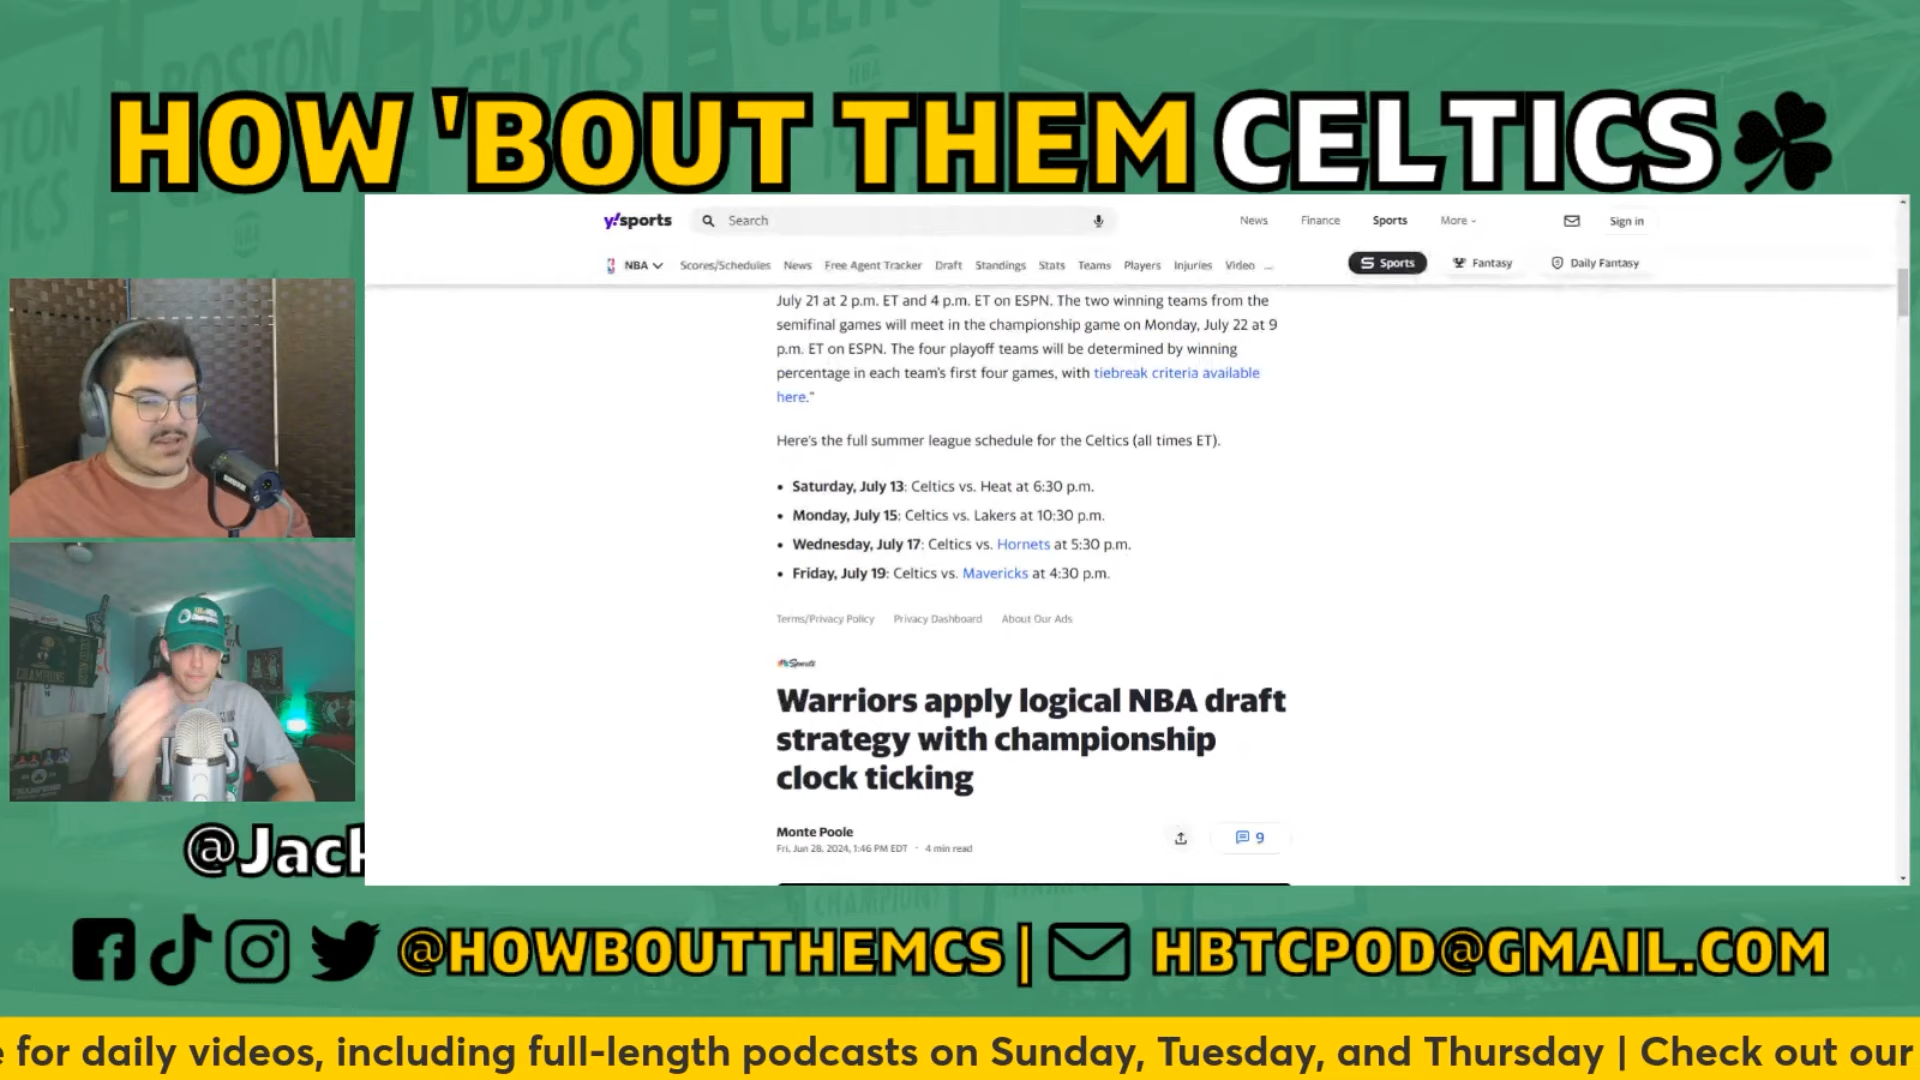 HOW 'BOUT THEM CELTICS
y!sports
Search
News Finance Sports More
Sign in
NBA Scores/Schedules News Free Agent Tracker Draft Standings Stats Teams Players Injuries Video ...
Sports Fantasy Daily Fantasy
July 21 at 2 p.m. ET and 4 p.m. ET on ESPN. The two winning teams from the
semifinal games will meet in the championship game on Monday, July 22 at 9
p.m. ET on ESPN. The four playoff teams will be determined by winning
percentage in each team's first four games, with tiebreak criteria available
here."
Here's the full summer league schedule for the Celtics (all times ET).
• Saturday, July 13: Celtics vs. Heat at 6:30 p.m.
• Monday, July 15: Celtics vs. Lakers at 10:30 p.m.
• Wednesday, July 17: Celtics vs. Hornets at 5:30 p.m.
• Friday, July 19: Celtics vs. Mavericks at 4:30 p.m.
Terms/Privacy Policy Privacy Dashboard About Our Ads
Sports
Warriors apply logical NBA draft
strategy with championship
clock ticking
Monte Poole
Fri, Jun 28, 2024, 1:46 PM EDT · 4 min read
9
@Jack
@HOWBOUTTHEMCS | HBTCPOD@GMAIL.COM
e for daily videos, including full-length podcasts on Sunday, Tuesday, and Thursday | Check out our
BOSTON
CELTICS
BOSTON
CELTICS
CHAMPIONS